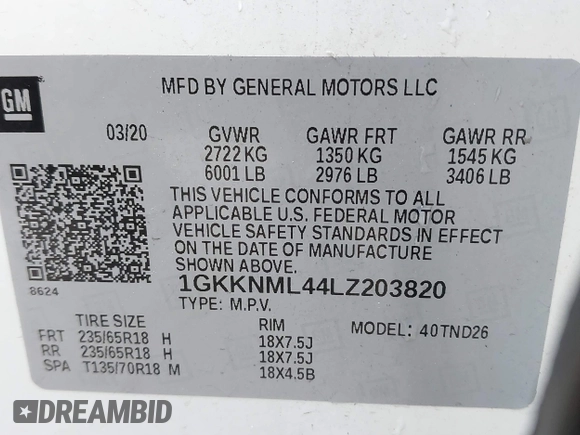 GM
MFD BY GENERAL MOTORS LLC
03/20 GVWR GAWR FRT GAWR RR
2722 KG 1350 KG 1545 KG
6001 LB 2976 LB 3406 LB
THIS VEHICLE CONFORMS TO ALL
APPLICABLE U.S. FEDERAL MOTOR
VEHICLE SAFETY STANDARDS IN EFFECT
ON THE DATE OF MANUFACTURE
SHOWN ABOVE.
1GKKNML44LZ203820
8624
TYPE: M.P.V.
TIRE SIZE RIM MODEL: 40TND26
FRT 235/65R18 H 18X7.5J
RR 235/65R18 H 18X7.5J
SPA T135/70R18 M 18X4.5B
DREAMBID